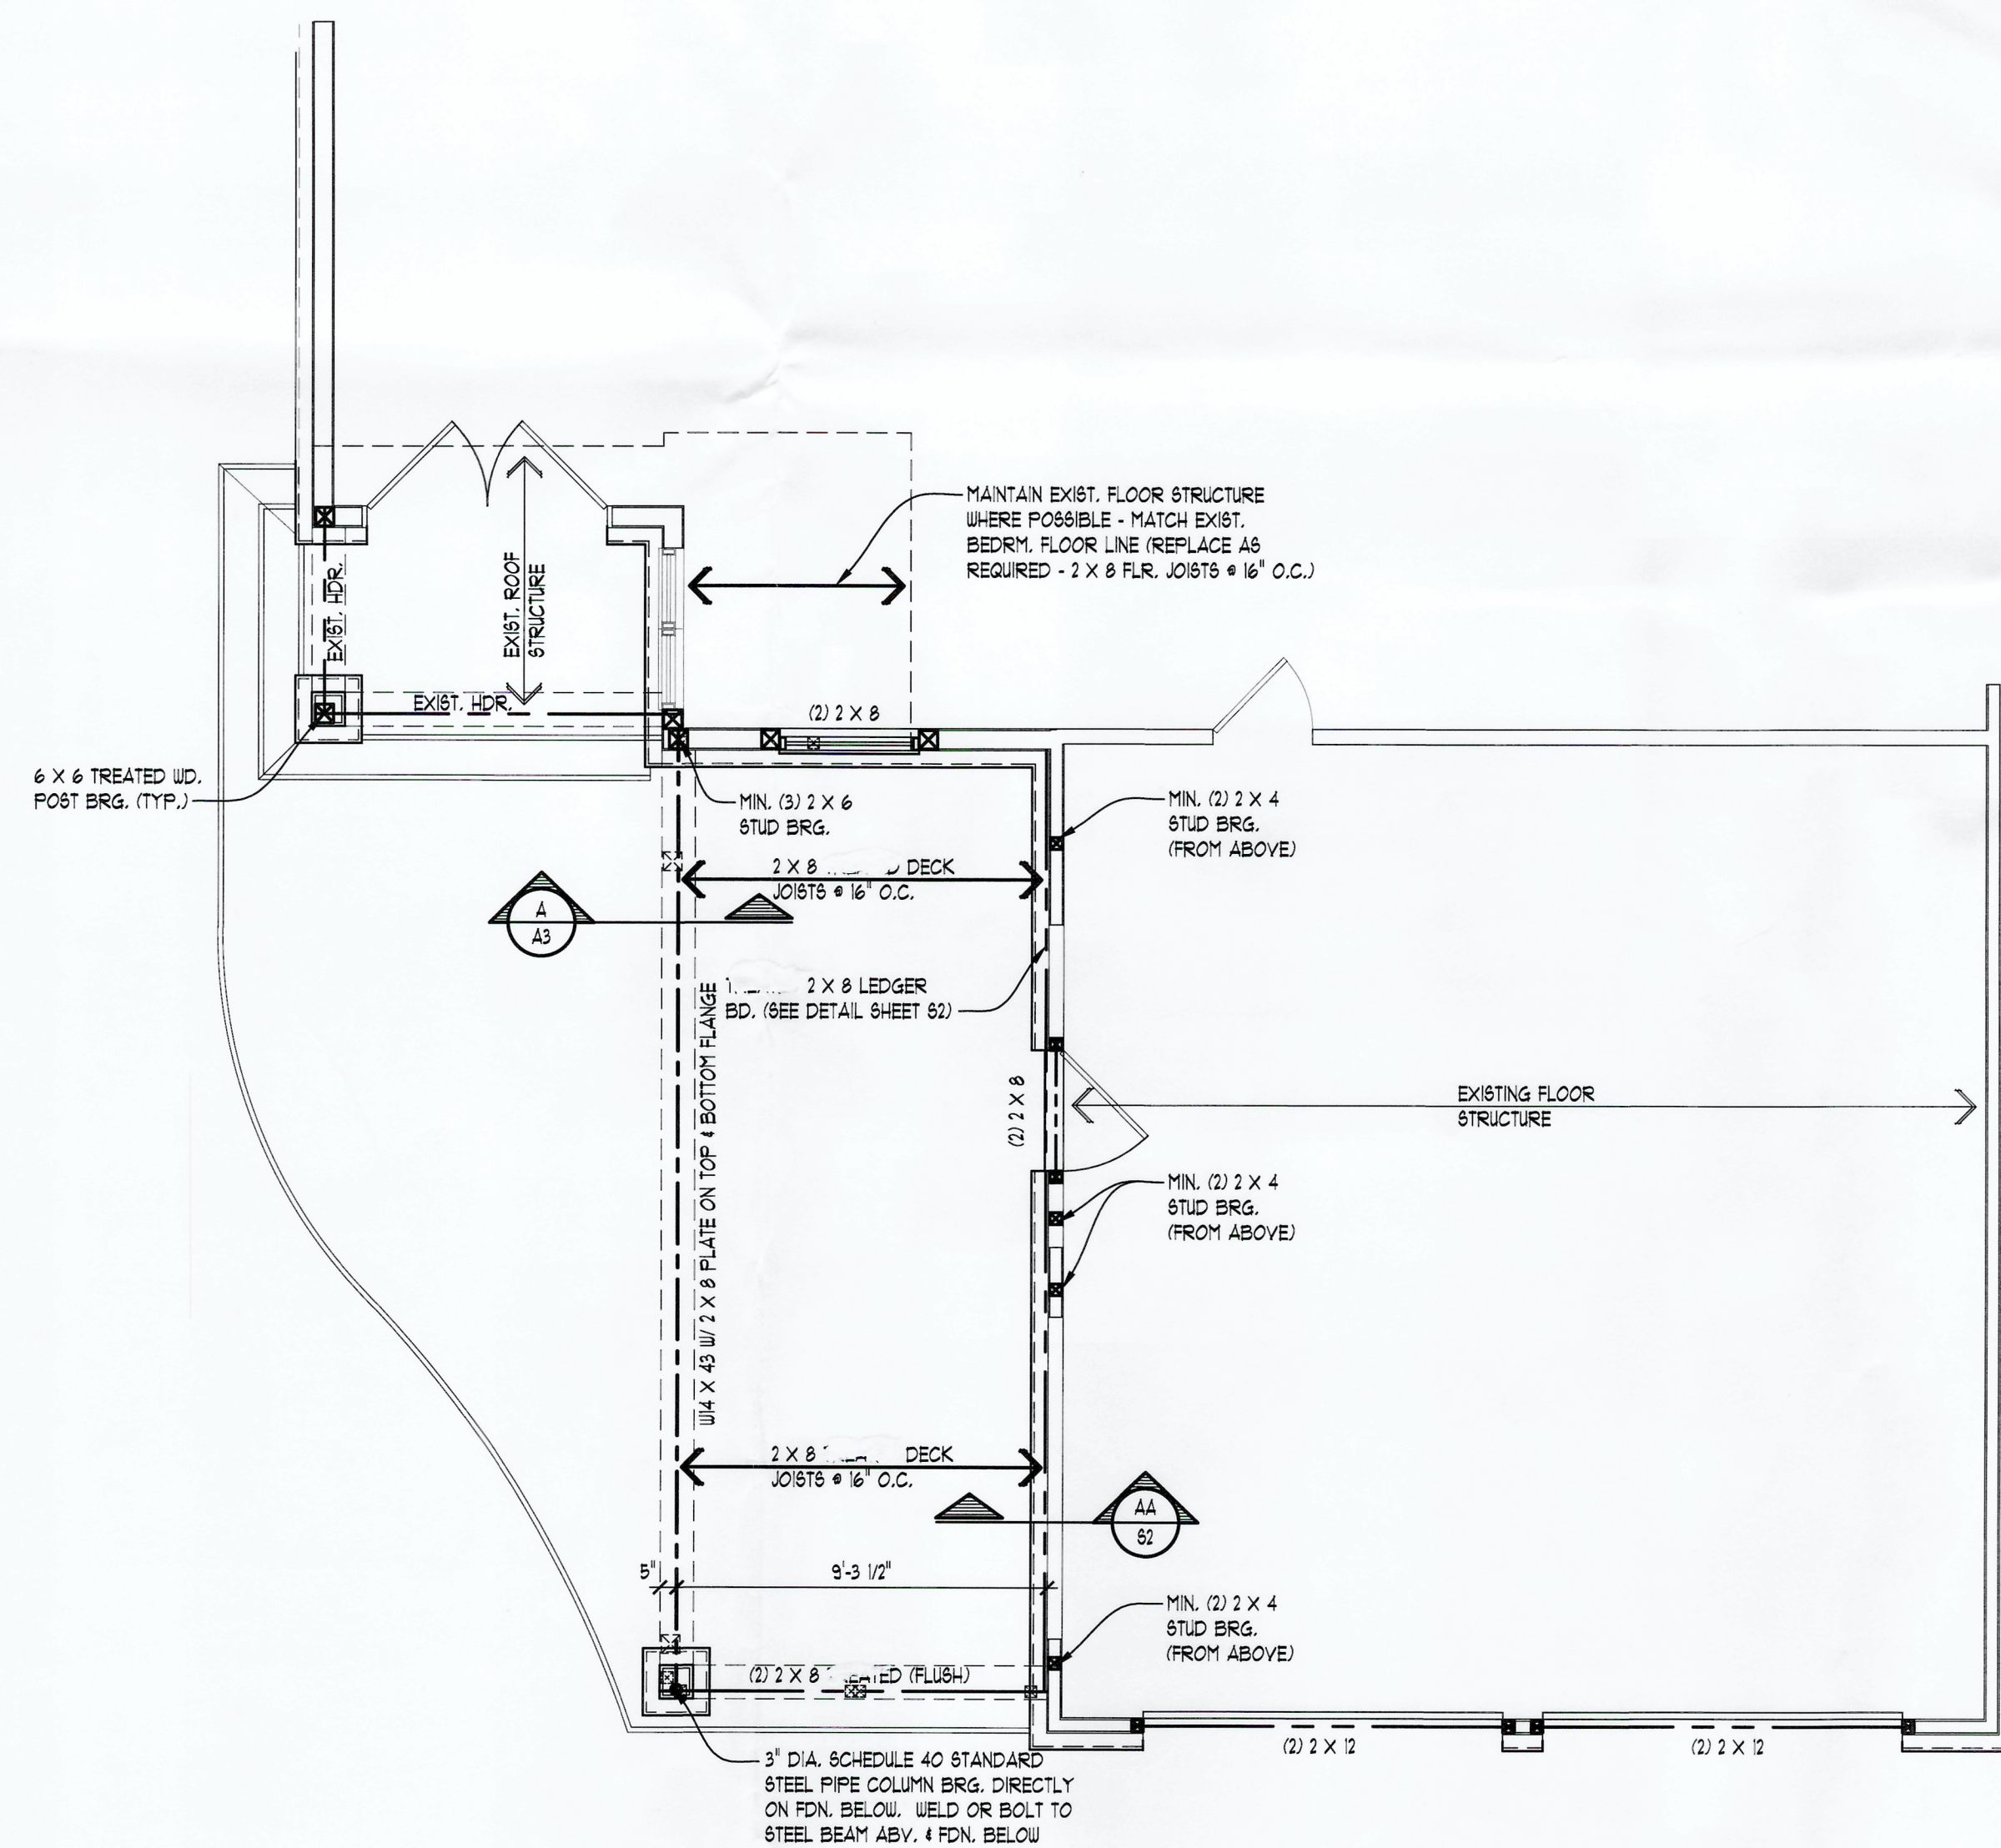 MAINTAIN EXIST. FLOOR STRUCTURE
WHERE POSSIBLE - MATCH EXIST.
BEDRM. FLOOR LINE (REPLACE AS
REQUIRED - 2 X 8 FLR. JOISTS @ 16" O.C.)
EXIST. HDR.
EXIST. ROOF
STRUCTURE
EXIST. HDR.
(2) 2 X 8
6 X 6 TREATED WD.
POST BRG. (TYP.)
MIN. (3) 2 X 6
STUD BRG.
MIN. (2) 2 X 4
STUD BRG.
(FROM ABOVE)
2 X 8 DECK
JOISTS @ 16" O.C.
A
A3
2 X 8 LEDGER
BD. (SEE DETAIL SHEET S2)
W14 X 43 W/ 2 X 8 PLATE ON TOP & BOTTOM FLANGE
(2) 2 X 8
EXISTING FLOOR
STRUCTURE
MIN. (2) 2 X 4
STUD BRG.
(FROM ABOVE)
2 X 8 DECK
JOISTS @ 16" O.C.
AA
S2
5"
9'-3 1/2"
MIN. (2) 2 X 4
STUD BRG.
(FROM ABOVE)
(2) 2 X 8 (FLUSH)
(2) 2 X 12
(2) 2 X 12
3" DIA. SCHEDULE 40 STANDARD
STEEL PIPE COLUMN BRG. DIRECTLY
ON FDN. BELOW. WELD OR BOLT TO
STEEL BEAM ABV. & FDN. BELOW